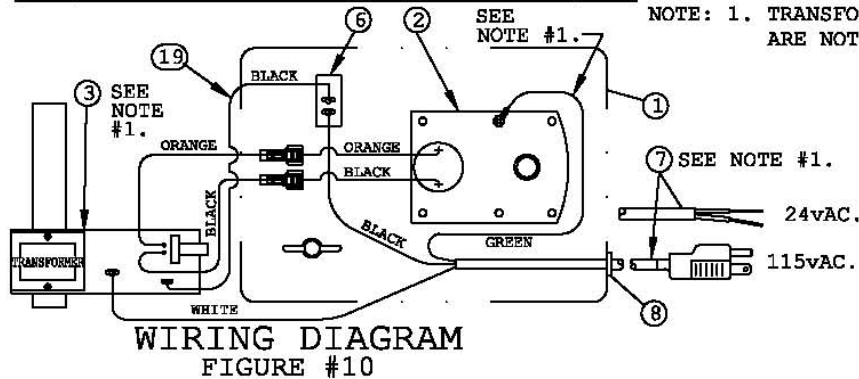 NOTE: 1. TRANSFO
ARE NOT
6
2
SEE
NOTE #1.
19
BLACK
3 SEE
NOTE
#1.
1
ORANGE
ORANGE
BLACK
7 SEE NOTE #1.
BLACK
24vAC.
BLACK
GREEN
TRANSFORMER
115vAC.
WHITE
8
WIRING DIAGRAM
FIGURE #10